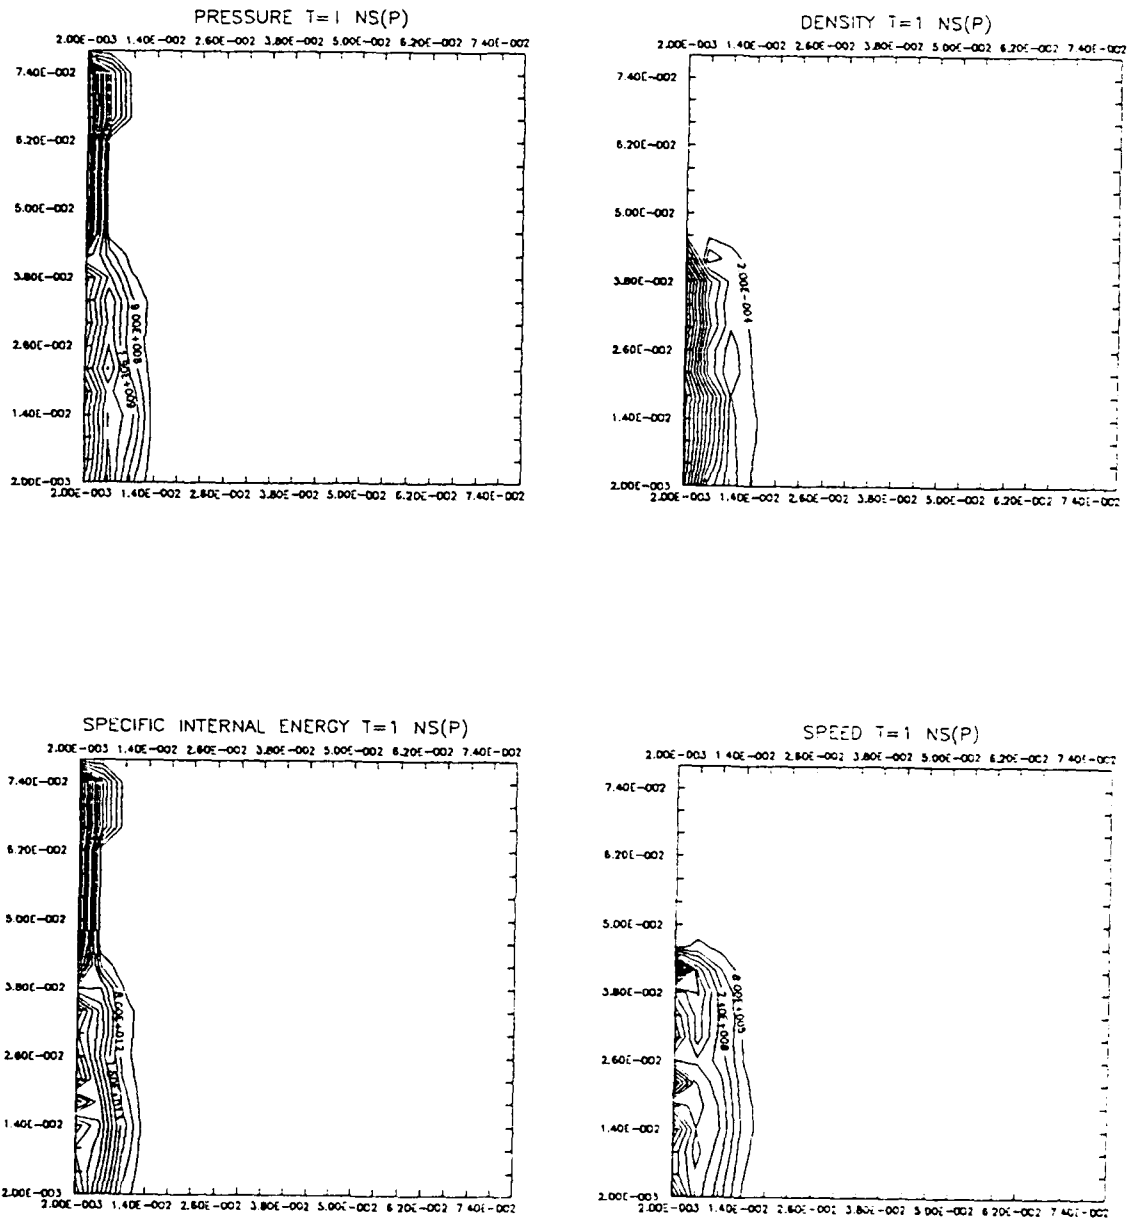 PRESSURE T=1 NS(P)
2.00E-003 1.40E-002 2.60E-002 3.80E-002 5.00E-002 6.20E-002 7.40E-002
7.40E-002
6.20E-002
5.00E-002
3.80E-002
2.60E-002
1.40E-002
2.00E-003
2.00E-003 1.40E-002 2.60E-002 3.80E-002 5.00E-002 6.20E-002 7.40E-002
DENSITY T=1 NS(P)
2.00E-003 1.40E-002 2.60E-002 3.80E-002 5.00E-002 6.20E-002 7.40E-002
7.40E-002
6.20E-002
5.00E-002
3.80E-002
2.60E-002
1.40E-002
2.00E-003
2.00E-004
2.00E-003 1.40E-002 2.60E-002 3.80E-002 5.00E-002 6.20E-002 7.40E-002
SPECIFIC INTERNAL ENERGY T=1 NS(P)
2.00E-003 1.40E-002 2.60E-002 3.80E-002 5.00E-002 6.20E-002 7.40E-002
7.40E-002
6.20E-002
5.00E-002
3.80E-002
2.60E-002
1.40E-002
2.00E-003
8.00E+012
2.00E-003 1.40E-002 2.60E-002 3.80E-002 5.00E-002 6.20E-002 7.40E-002
SPEED T=1 NS(P)
2.00E-003 1.40E-002 2.60E-002 3.80E-002 5.00E-002 6.20E-002 7.40E-002
7.40E-002
6.20E-002
5.00E-002
3.80E-002
2.60E-002
1.40E-002
2.00E-003
8.00E+005
2.00E-003 1.40E-002 2.60E-002 3.80E-002 5.00E-002 6.20E-002 7.40E-002